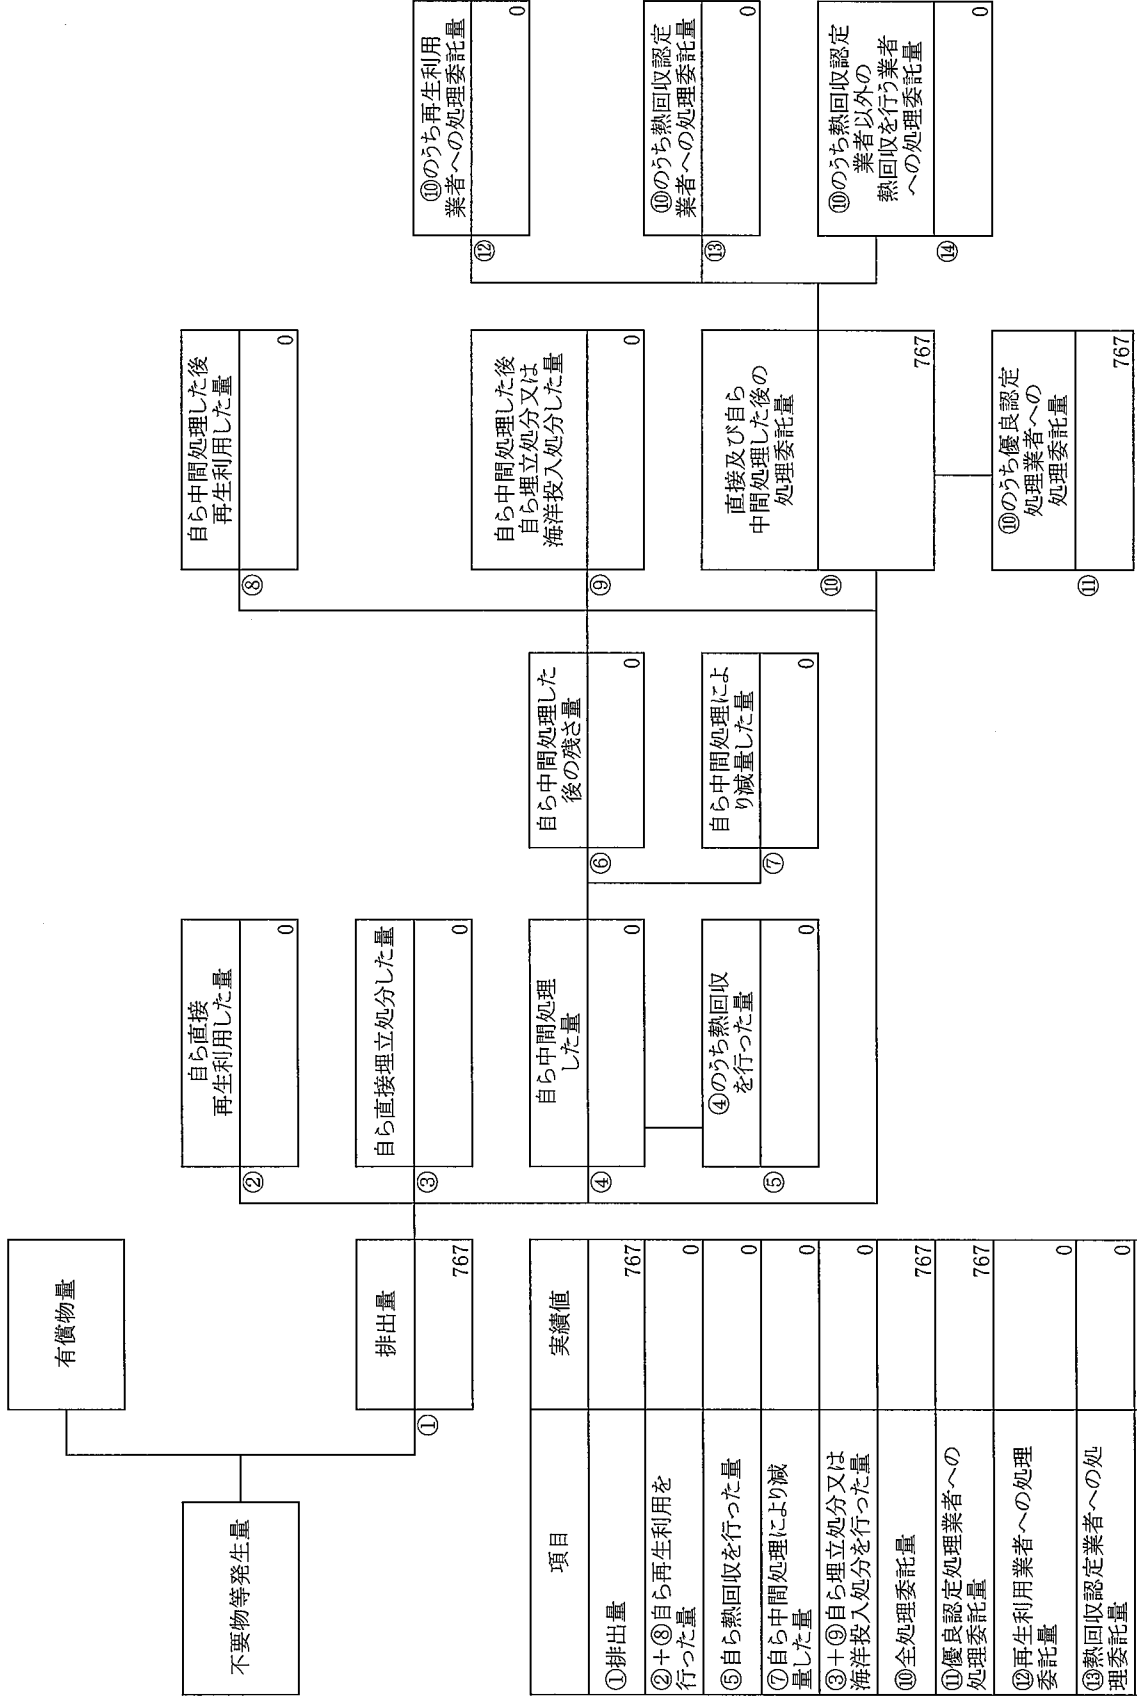 不要物等発生量
有償物量
①
排出量
767
②
自ら直接
再生利用した量
0
③
自ら直接埋立処分した量
0
④
自ら中間処理
した量
0
⑤
④のうち熱回収
を行った量
0
⑥
自ら中間処理した
後の残さ量
0
⑦
自ら中間処理によ
り減量した量
0
⑧
自ら中間処理した後
再生利用した量
0
⑨
自ら中間処理した後
自ら埋立処分又は
海洋投入処分した量
0
⑩
直接及び自ら
中間処理した後の
処理委託量
767
⑪
⑩のうち優良認定
処理業者への
処理委託量
767
⑫
⑩のうち再生利用
業者への処理委託量
0
⑬
⑩のうち熱回収認定
業者への処理委託量
0
⑭
⑩のうち熱回収認定
業者以外の
熱回収を行う業者
への処理委託量
0
項目 実績値
①排出量 767
②+⑧自ら再生利用を
行った量 0
⑤自ら熱回収を行った量 0
⑦自ら中間処理により減
量した量 0
③+⑨自ら埋立処分又は
海洋投入処分を行った量 0
⑩全処理委託量 767
⑪優良認定処理業者への
処理委託量 767
⑫再生利用業者への処理
委託量 0
⑬熱回収認定業者への処
理委託量 0